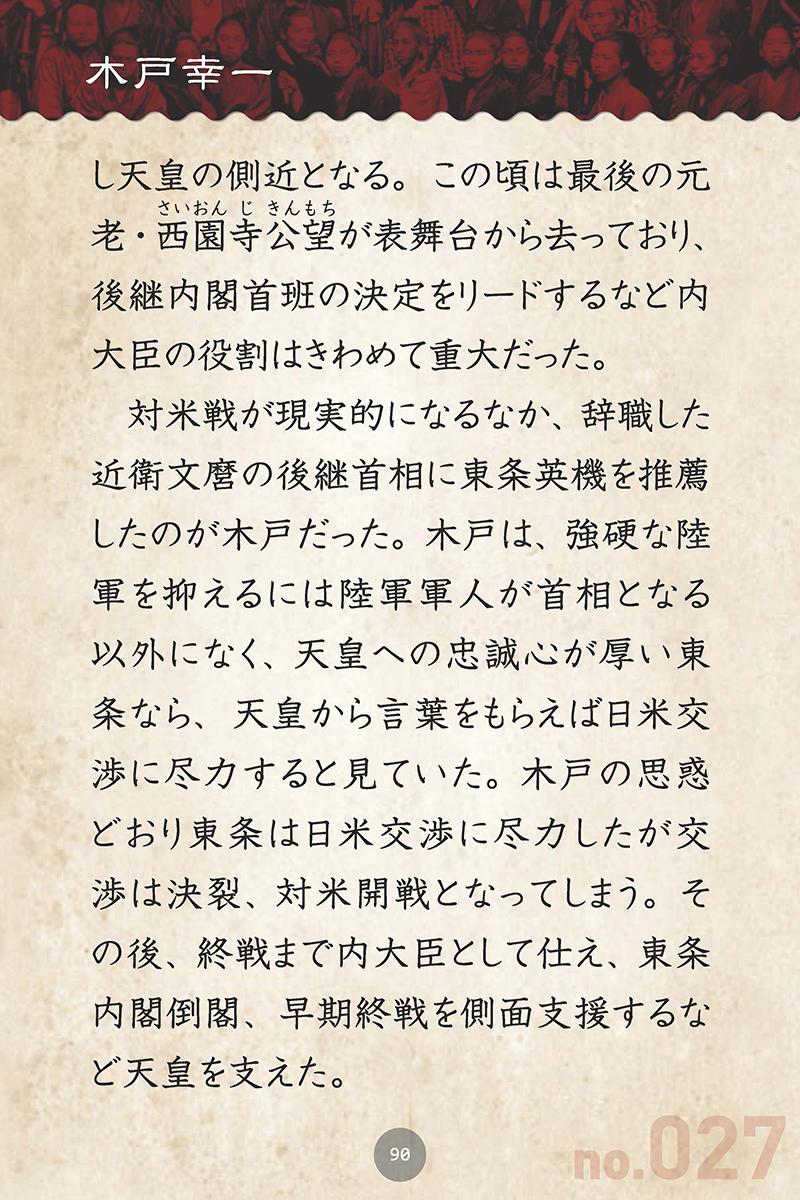 木戸幸一
し天皇の側近となる。この頃は最後の元
さいおん じ きんもち
老・西園寺公望が表舞台から去っており、
後継内閣首班の決定をリードするなど内
大臣の役割はきわめて重大だった。
対米戦が現実的になるなか、辞職した
近衛文麿の後継首相に東条英機を推薦
したのが木戸だった。木戸は、強硬な陸
軍を抑えるには陸軍軍人が首相となる
以外になく、天皇への忠誠心が厚い東
条なら、天皇から言葉をもらえば日米交
渉に尽力すると見ていた。木戸の思惑
どおり東条は日米交渉に尽力したが交
渉は決裂、対米開戦となってしまう。そ
の後、終戦まで内大臣として仕え、東条
内閣倒閣、早期終戦を側面支援するな
ど天皇を支えた。
90
no.027